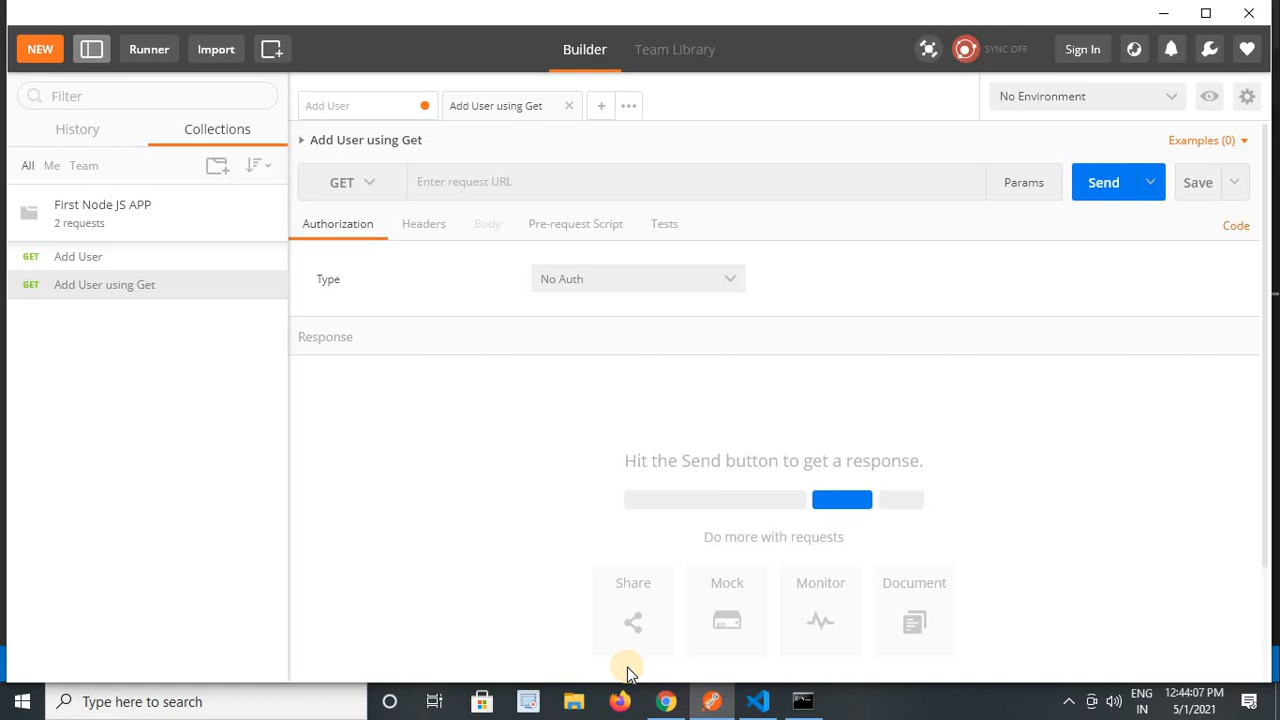 NEW Runner Import Builder Team Library SYNC OFF Sign In
Filter
History Collections
All Me Team
First Node JS APP
2 requests
GET Add User
GET Add User using Get
Add User Add User using Get + ••• No Environment
Add User using Get Examples (0)
GET Enter request URL Params Send Save
Authorization Headers Body Pre-request Script Tests Code
Type No Auth
Response
Hit the Send button to get a response.
Do more with requests
Share Mock Monitor Document
Type here to search
ENG
IN
12:44:07 PM
5/1/2021